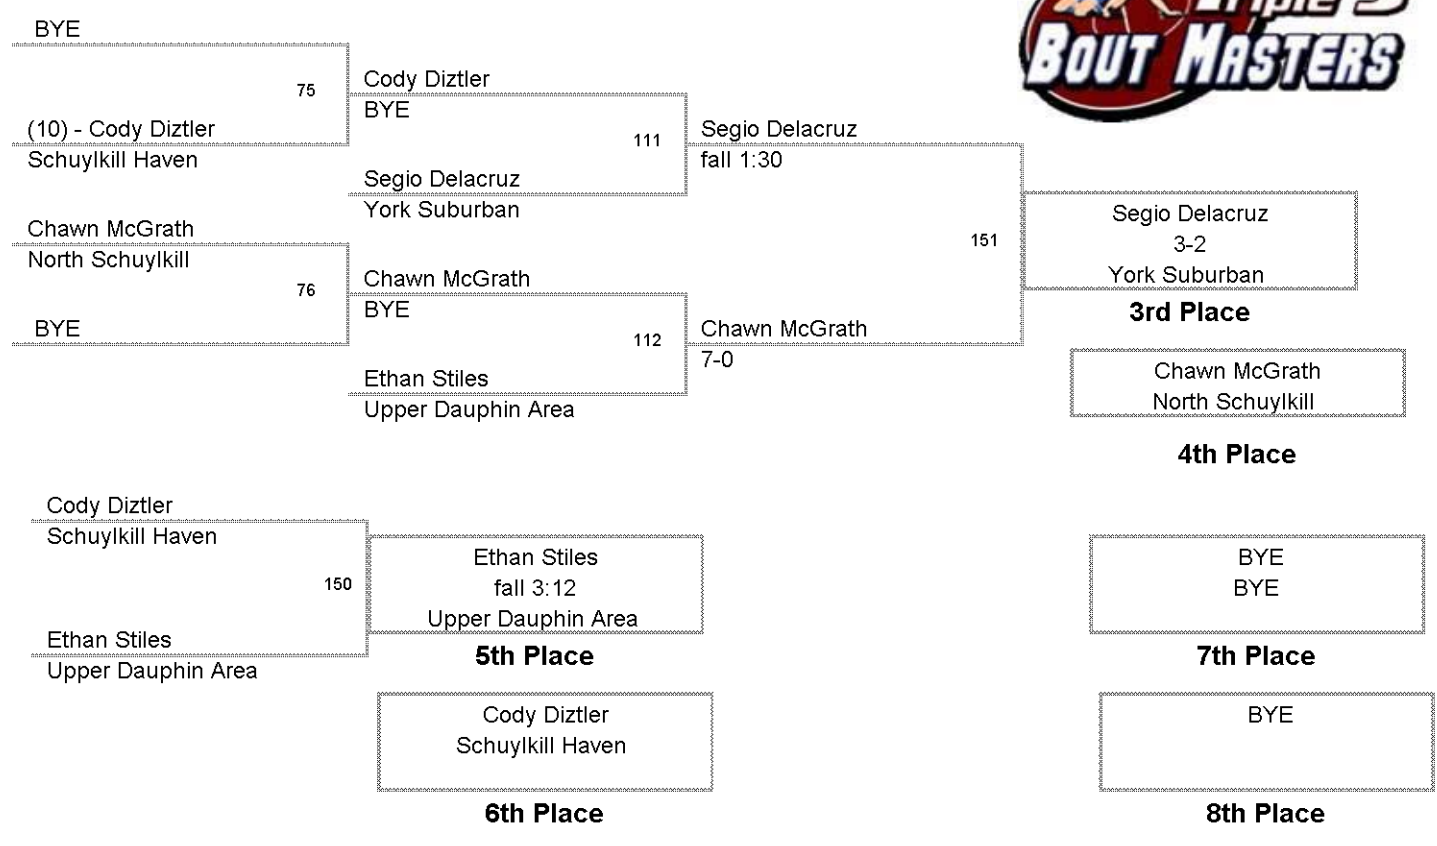 Triple S
BOUT MASTERS
BYE
75
(10) - Cody Diztler
Schuylkill Haven
Cody Diztler
BYE
111
Segio Delacruz
York Suburban
Segio Delacruz
fall 1:30
Chawn McGrath
North Schuylkill
76
BYE
Chawn McGrath
BYE
112
Ethan Stiles
Upper Dauphin Area
Chawn McGrath
7-0
151
Segio Delacruz
3-2
York Suburban
3rd Place
Chawn McGrath
North Schuylkill
4th Place
Cody Diztler
Schuylkill Haven
150
Ethan Stiles
Upper Dauphin Area
Ethan Stiles
fall 3:12
Upper Dauphin Area
5th Place
Cody Diztler
Schuylkill Haven
6th Place
BYE
BYE
7th Place
BYE
8th Place